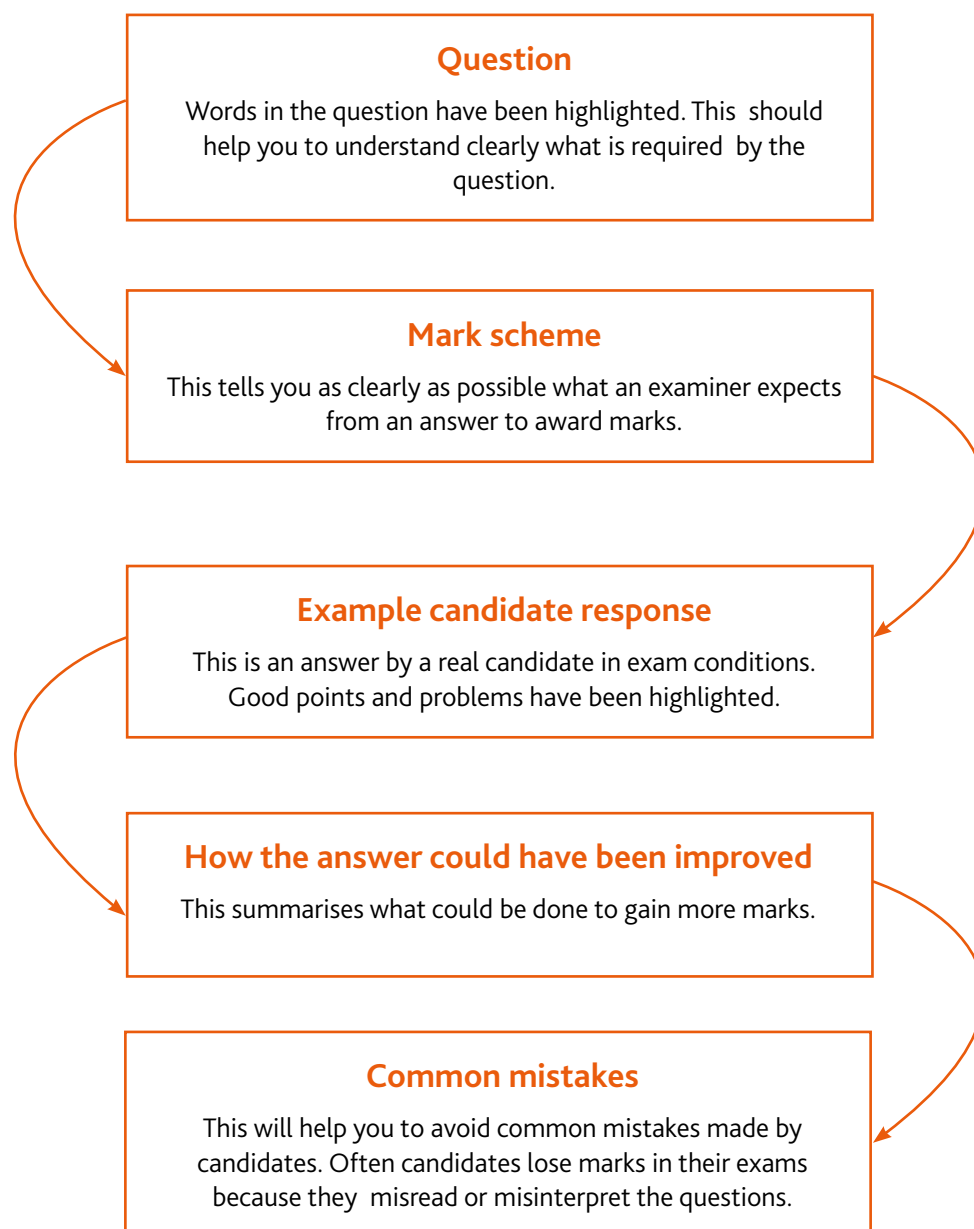 Question
Words in the question have been highlighted. This  should
help you to understand clearly what is required  by the
question.
Mark scheme
This tells you as clearly as possible what an examiner expects
from an answer to award marks.
Example candidate response
This is an answer by a real candidate in exam conditions.
Good points and problems have been highlighted.
How the answer could have been improved
This summarises what could be done to gain more marks.
Common mistakes
This will help you to avoid common mistakes made by
candidates. Often candidates lose marks in their exams
because they  misread or misinterpret the questions.